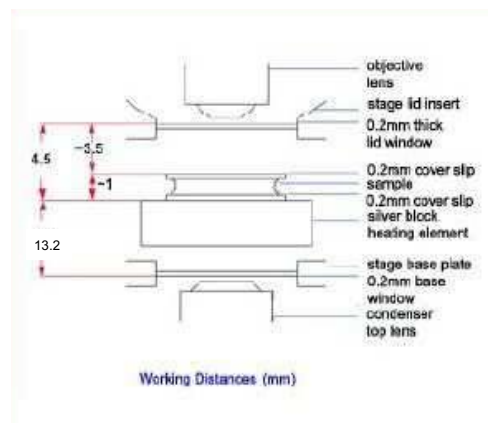 objective
lens
stage lid insert
0.2mm thick
lid window
~3.5
4.5
0.2mm cover slip
sample
~1
0.2mm cover slip
silver block
heating element
13.2
stage base plate
0.2mm base
window
condenser
top lens
Working Distances (mm)